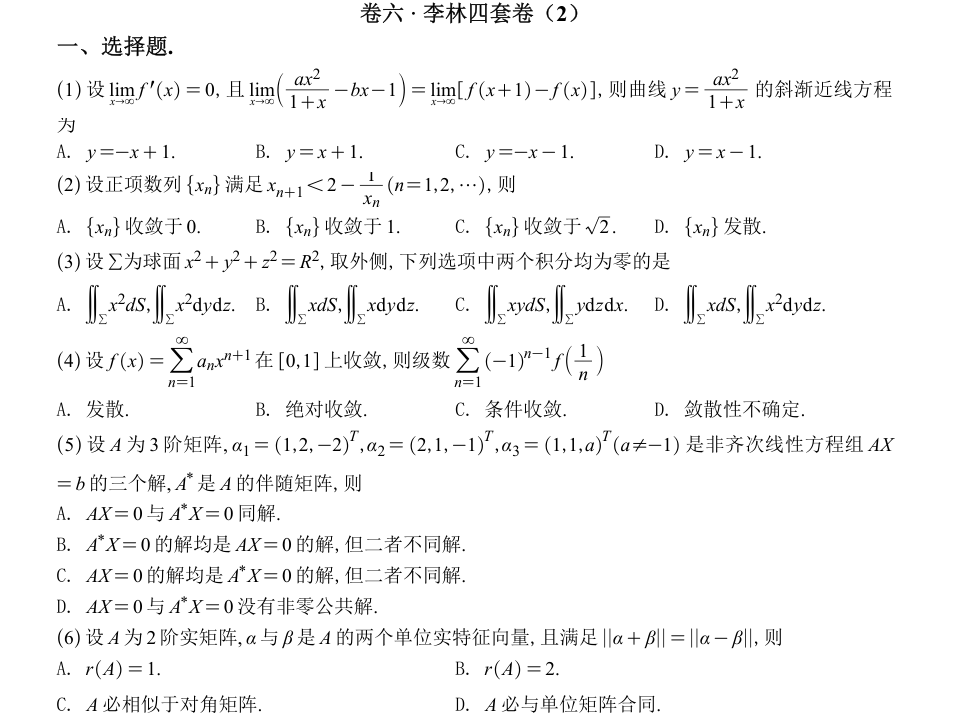 卷六·李林四套卷（2）
一、选择题.
(1) 设 lim_{x→∞} f′(x)=0, 且 lim_{x→∞}(ax²/(1+x) −bx−1)=lim_{x→∞}[f(x+1)−f(x)], 则曲线 y=ax²/(1+x) 的斜渐近线方程
为
A. y=−x+1. B. y=x+1. C. y=−x−1. D. y=x−1.
(2) 设正项数列 {xₙ} 满足 xₙ₊₁<2−1/xₙ (n=1,2,⋯), 则
A. {xₙ} 收敛于 0. B. {xₙ} 收敛于 1. C. {xₙ} 收敛于 √2. D. {xₙ} 发散.
(3) 设∑为球面 x²+y²+z²=R², 取外侧, 下列选项中两个积分均为零的是
A. ∬_∑ x²dS, ∬_∑ x²dydz. B. ∬_∑ xdS, ∬_∑ xdydz. C. ∬_∑ xydS, ∬_∑ ydzdx. D. ∬_∑ xdS, ∬_∑ x²dydz.
(4) 设 f(x)=∑_{n=1}^{∞} aₙxⁿ⁺¹ 在 [0,1] 上收敛, 则级数 ∑_{n=1}^{∞} (−1)ⁿ⁻¹ f(1/n)
A. 发散. B. 绝对收敛. C. 条件收敛. D. 敛散性不确定.
(5) 设 A 为 3 阶矩阵, α₁=(1,2,−2)ᵀ, α₂=(2,1,−1)ᵀ, α₃=(1,1,a)ᵀ(a≠−1) 是非齐次线性方程组 AX
=b 的三个解, A* 是 A 的伴随矩阵, 则
A. AX=0 与 A*X=0 同解.
B. A*X=0 的解均是 AX=0 的解, 但二者不同解.
C. AX=0 的解均是 A*X=0 的解, 但二者不同解.
D. AX=0 与 A*X=0 没有非零公共解.
(6) 设 A 为 2 阶实矩阵, α 与 β 是 A 的两个单位实特征向量, 且满足 ||α+β||=||α−β||, 则
A. r(A)=1. B. r(A)=2.
C. A 必相似于对角矩阵. D. A 必与单位矩阵合同.